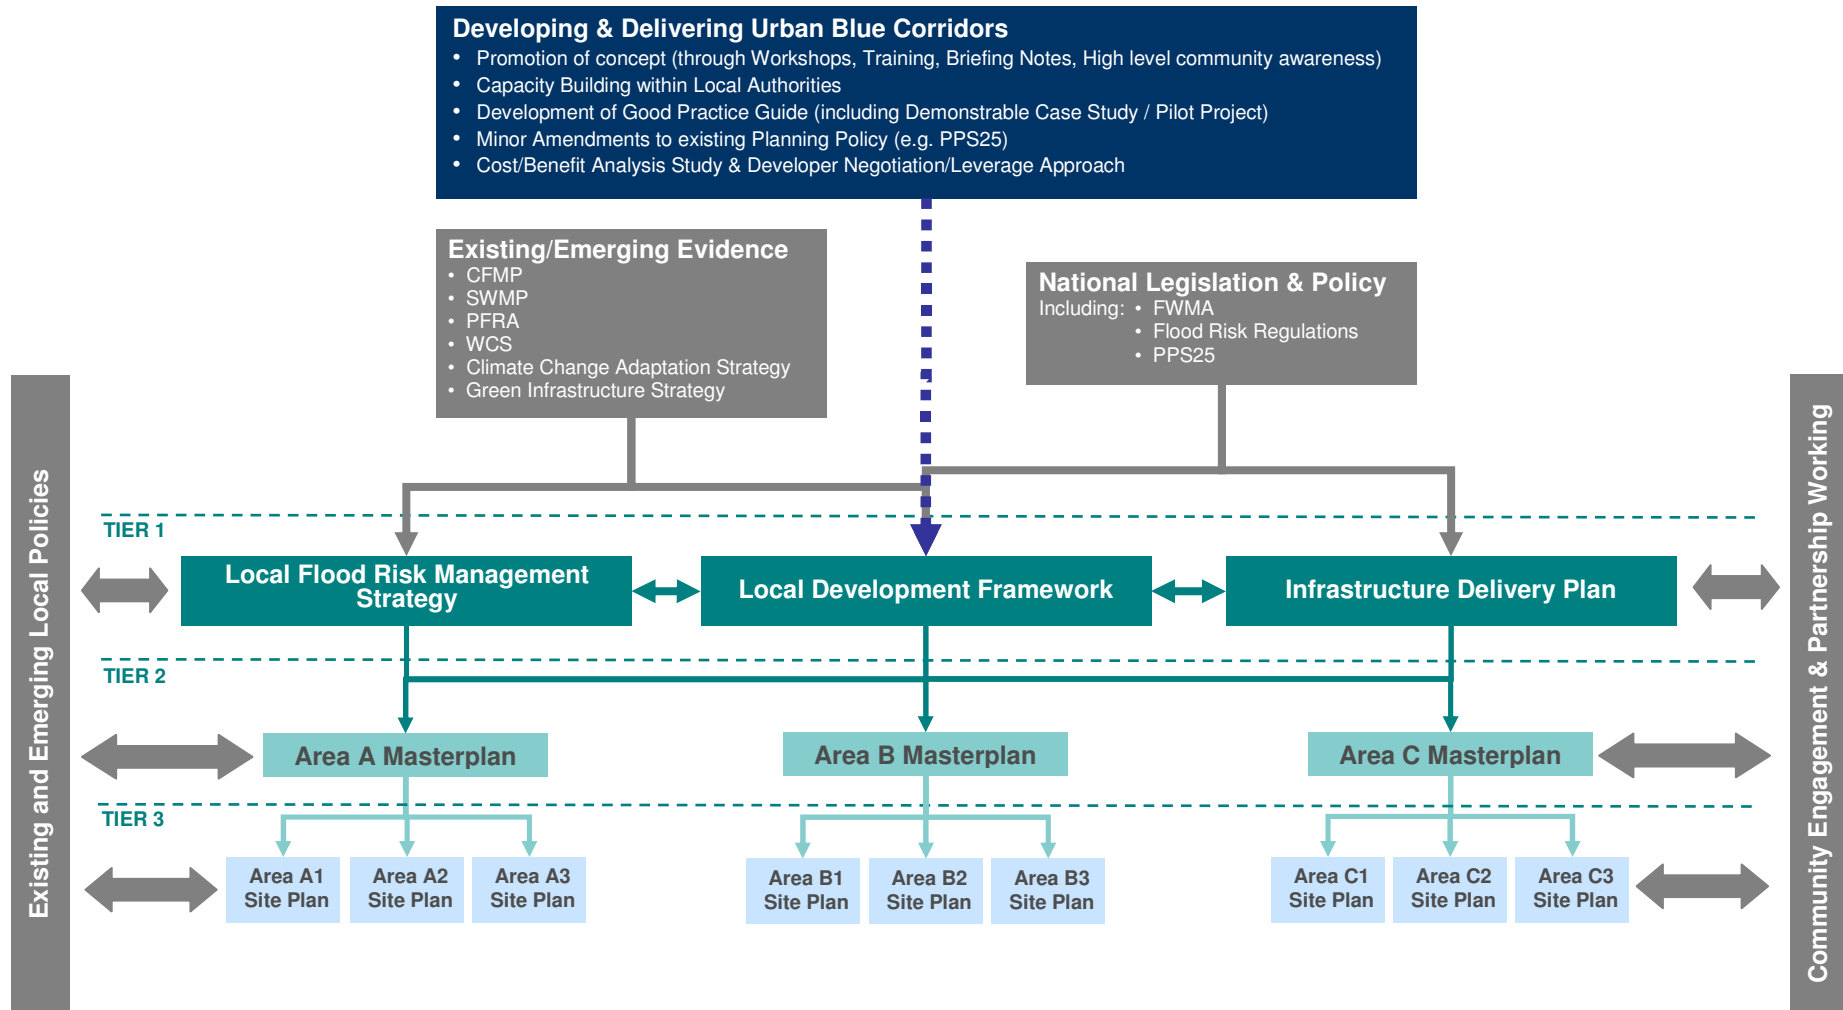 Developing & Delivering Urban Blue Corridors
• Promotion of concept (through Workshops, Training, Briefing Notes, High level community awareness)
• Capacity Building within Local Authorities
• Development of Good Practice Guide (including Demonstrable Case Study / Pilot Project)
• Minor Amendments to existing Planning Policy (e.g. PPS25)
• Cost/Benefit Analysis Study & Developer Negotiation/Leverage Approach
Existing/Emerging Evidence
• CFMP
• SWMP
• PFRA
• WCS
• Climate Change Adaptation Strategy
• Green Infrastructure Strategy
National Legislation & Policy
Including: • FWMA
• Flood Risk Regulations
• PPS25
Existing and Emerging Local Policies
Community Engagement & Partnership Working
TIER 1
Local Flood Risk Management
Strategy
Local Development Framework
Infrastructure Delivery Plan
TIER 2
Area A Masterplan
Area B Masterplan
Area C Masterplan
TIER 3
Area A1
Site Plan
Area A2
Site Plan
Area A3
Site Plan
Area B1
Site Plan
Area B2
Site Plan
Area B3
Site Plan
Area C1
Site Plan
Area C2
Site Plan
Area C3
Site Plan